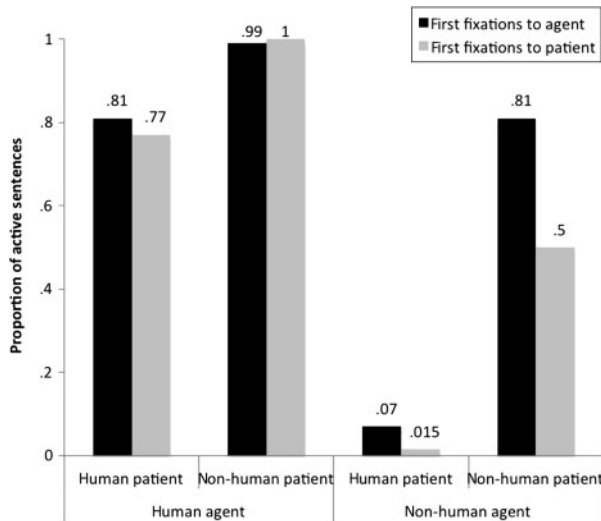 First fixations to agent
First fixations to patient
Proportion of active sentences
1
.8
.6
.4
.2
0
.81
.77
.99
1
.07
.015
.81
.5
Human patient
Non-human patient
Human patient
Non-human patient
Human agent
Non-human agent